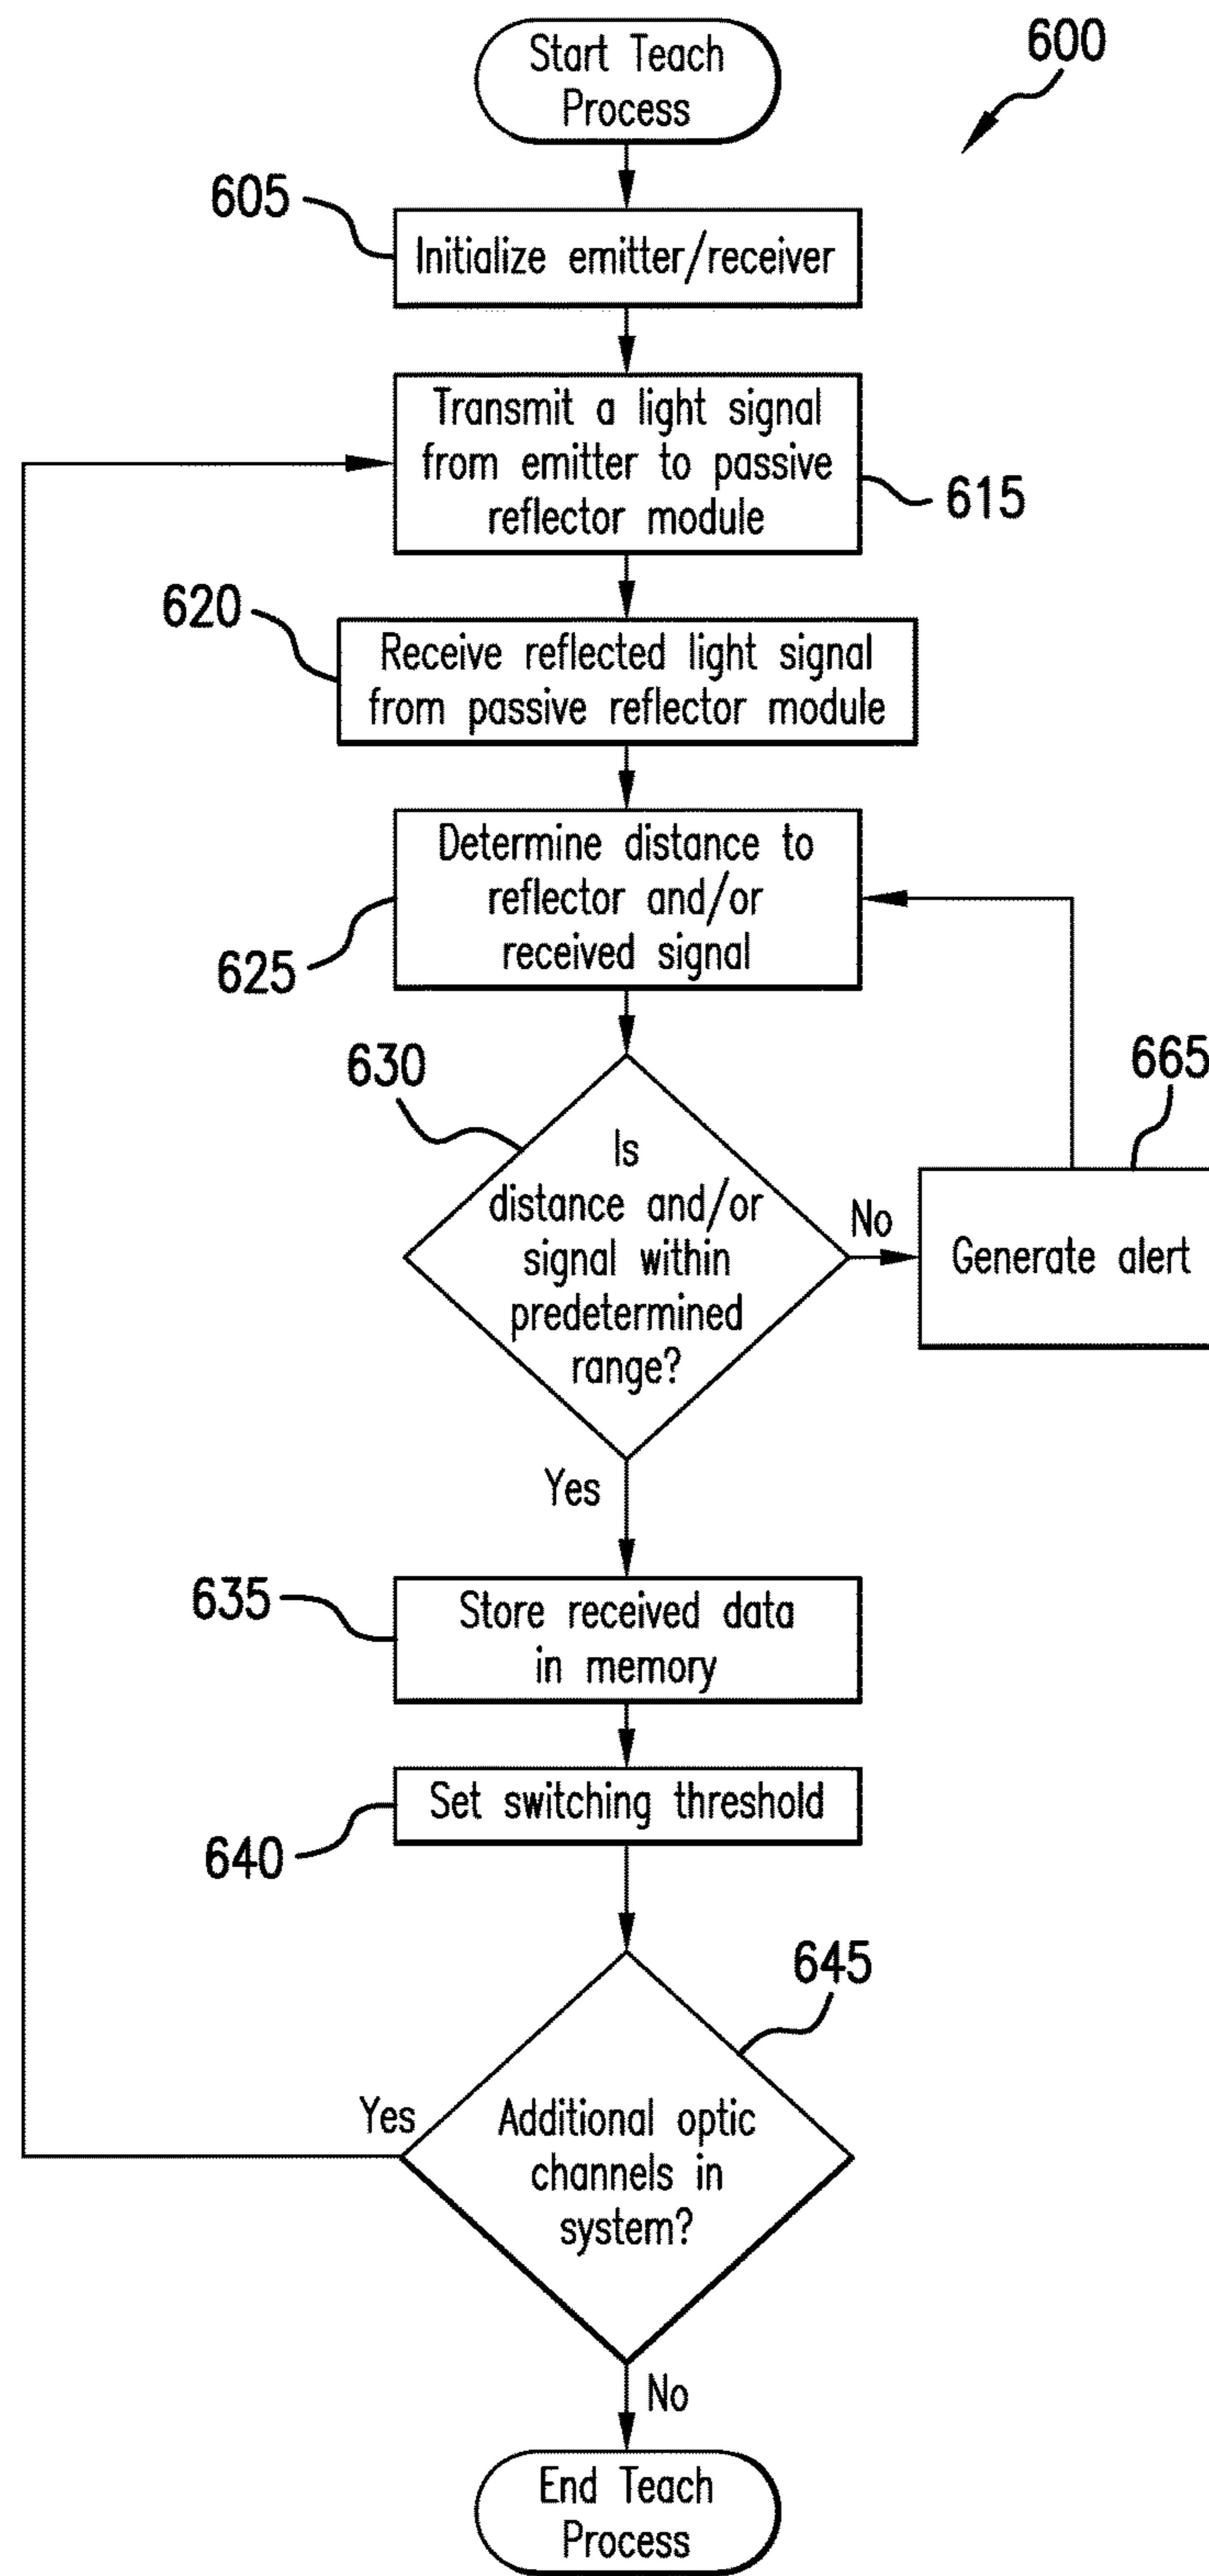 Start Teach
Process
600
605
Initialize emitter/receiver
Transmit a light signal
from emitter to passive
reflector module
615
620
Receive reflected light signal
from passive reflector module
Determine distance to
reflector and/or
received signal
625
630
Is
distance and/or
signal within
predetermined
range?
No
665
Generate alert
Yes
635
Store received data
in memory
Set switching threshold
640
645
Yes
Additional optic
channels in
system?
No
End Teach
Process